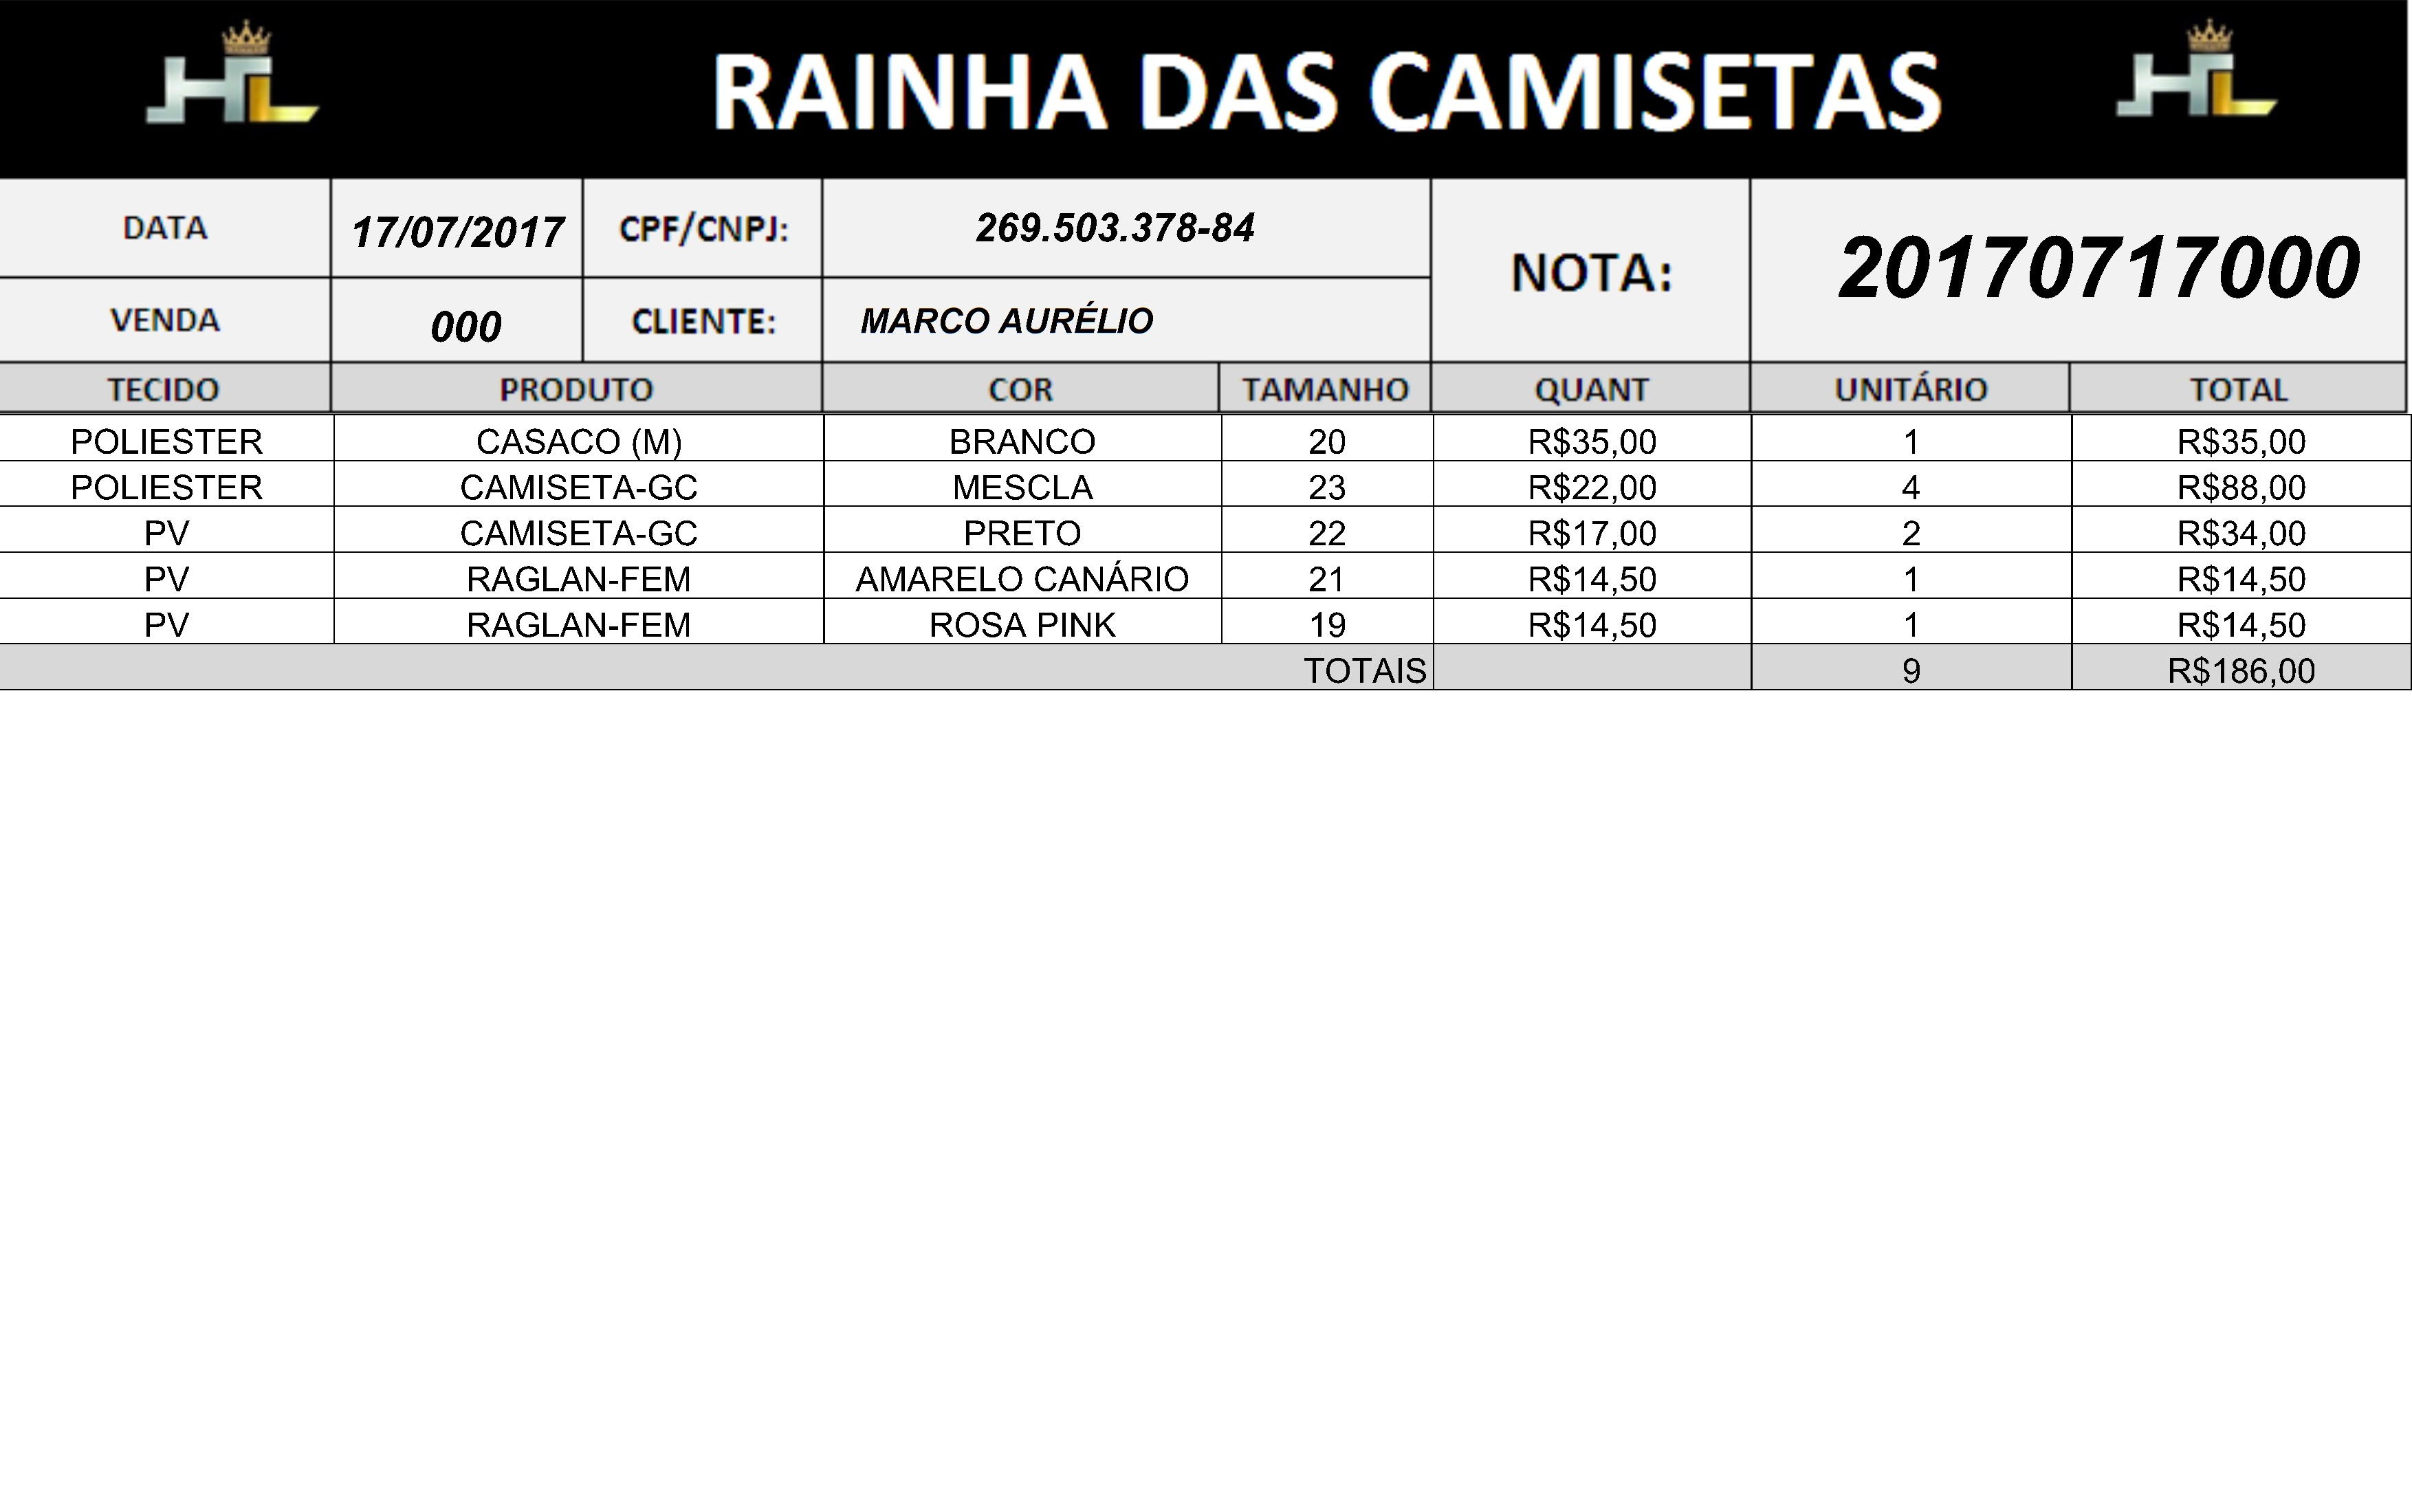 HL RAINHA DAS CAMISETAS HL
DATA 17/07/2017 CPF/CNPJ: 269.503.378-84 NOTA: 20170717000
VENDA 000 CLIENTE: MARCO AURÉLIO
TECIDO PRODUTO COR TAMANHO QUANT UNITÁRIO TOTAL
POLIESTER CASACO (M) BRANCO 20 R$35,00 1 R$35,00
POLIESTER CAMISETA-GC MESCLA 23 R$22,00 4 R$88,00
PV CAMISETA-GC PRETO 22 R$17,00 2 R$34,00
PV RAGLAN-FEM AMARELO CANÁRIO 21 R$14,50 1 R$14,50
PV RAGLAN-FEM ROSA PINK 19 R$14,50 1 R$14,50
TOTAIS 9 R$186,00